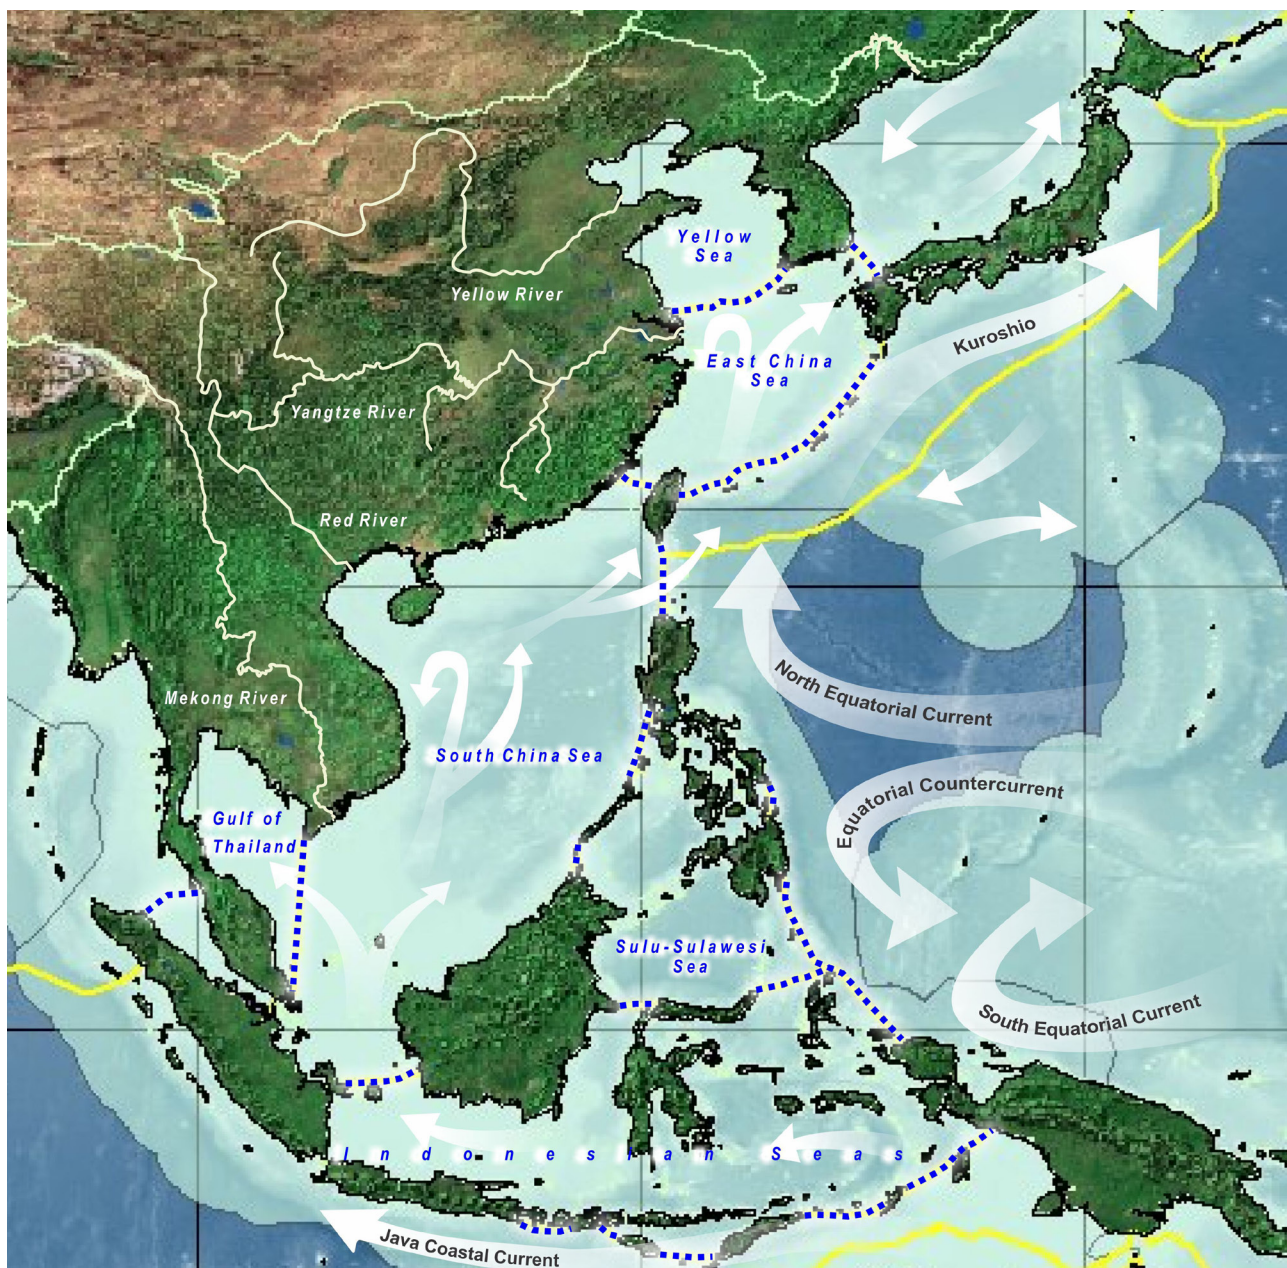 Yellow
Sea
Yellow River
Kuroshio
East China
Sea
Yangtze River
Red River
Mekong River
North Equatorial Current
South China Sea
Equatorial Countercurrent
Gulf of
Thailand
Sulu-Sulawesi
Sea
South Equatorial Current
Indonesian Seas
Java Coastal Current